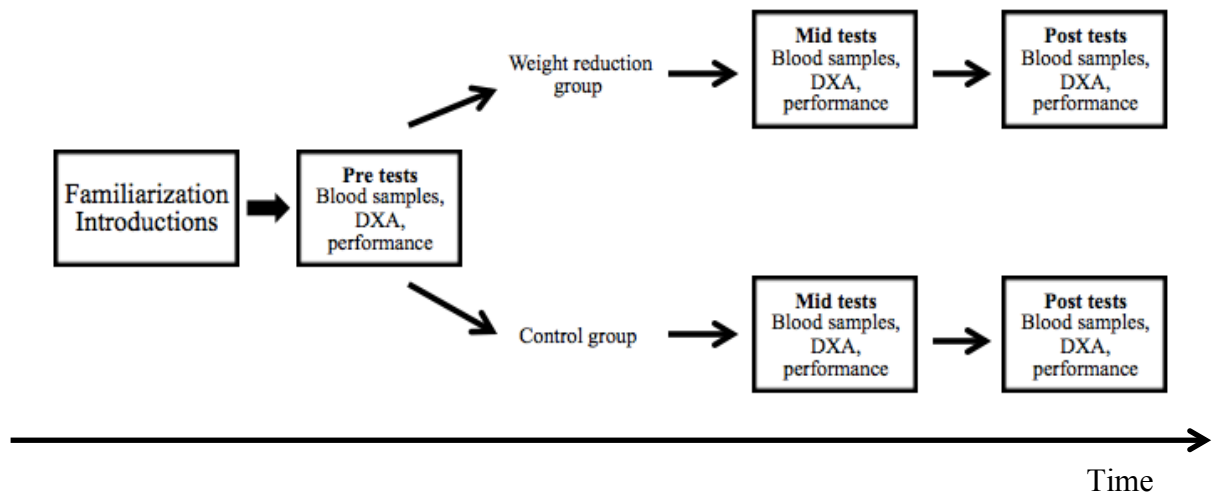 Familiarization
Introductions
Pre tests
Blood samples,
DXA,
performance
Weight reduction
group
Mid tests
Blood samples,
DXA,
performance
Post tests
Blood samples,
DXA,
performance
Control group
Mid tests
Blood samples,
DXA,
performance
Post tests
Blood samples,
DXA,
performance
Time